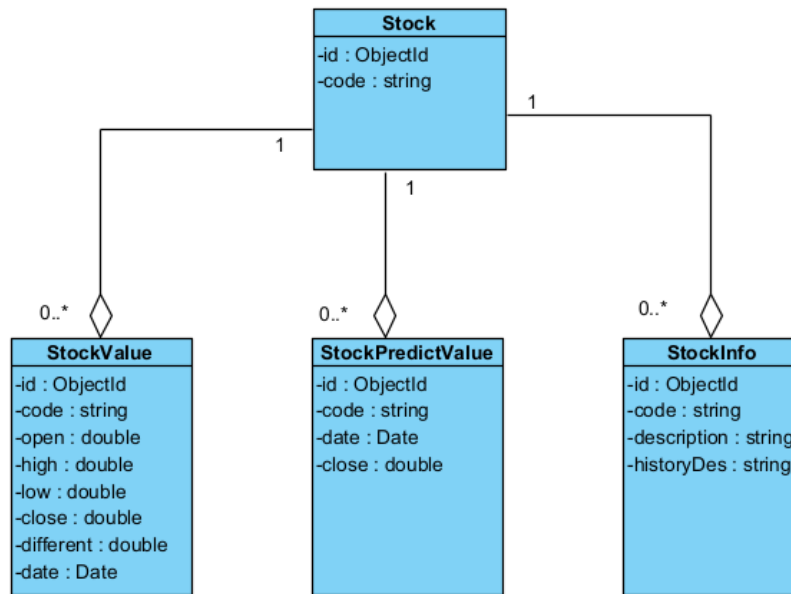 Stock
-id : ObjectId
-code : string
1
1
1
0..*
0..*
0..*
StockValue
-id : ObjectId
-code : string
-open : double
-high : double
-low : double
-close : double
-different : double
-date : Date
StockPredictValue
-id : ObjectId
-code : string
-date : Date
-close : double
StockInfo
-id : ObjectId
-code : string
-description : string
-historyDes : string